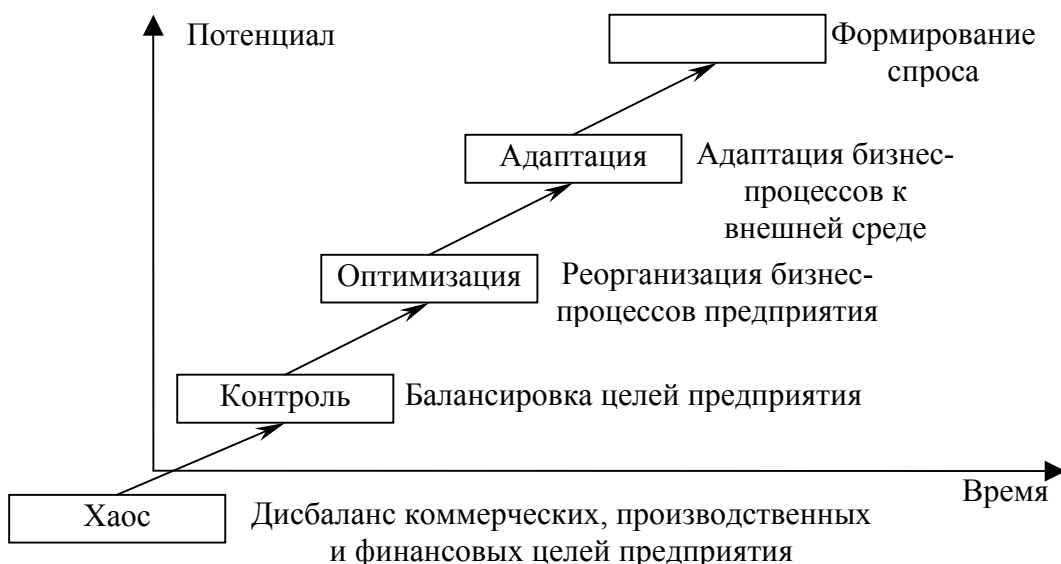 Потенциал
Формирование
спроса
Адаптация
Адаптация бизнес-
процессов к
внешней среде
Оптимизация
Реорганизация бизнес-
процессов предприятия
Контроль
Балансировка целей предприятия
Время
Хаос
Дисбаланс коммерческих, производственных
и финансовых целей предприятия